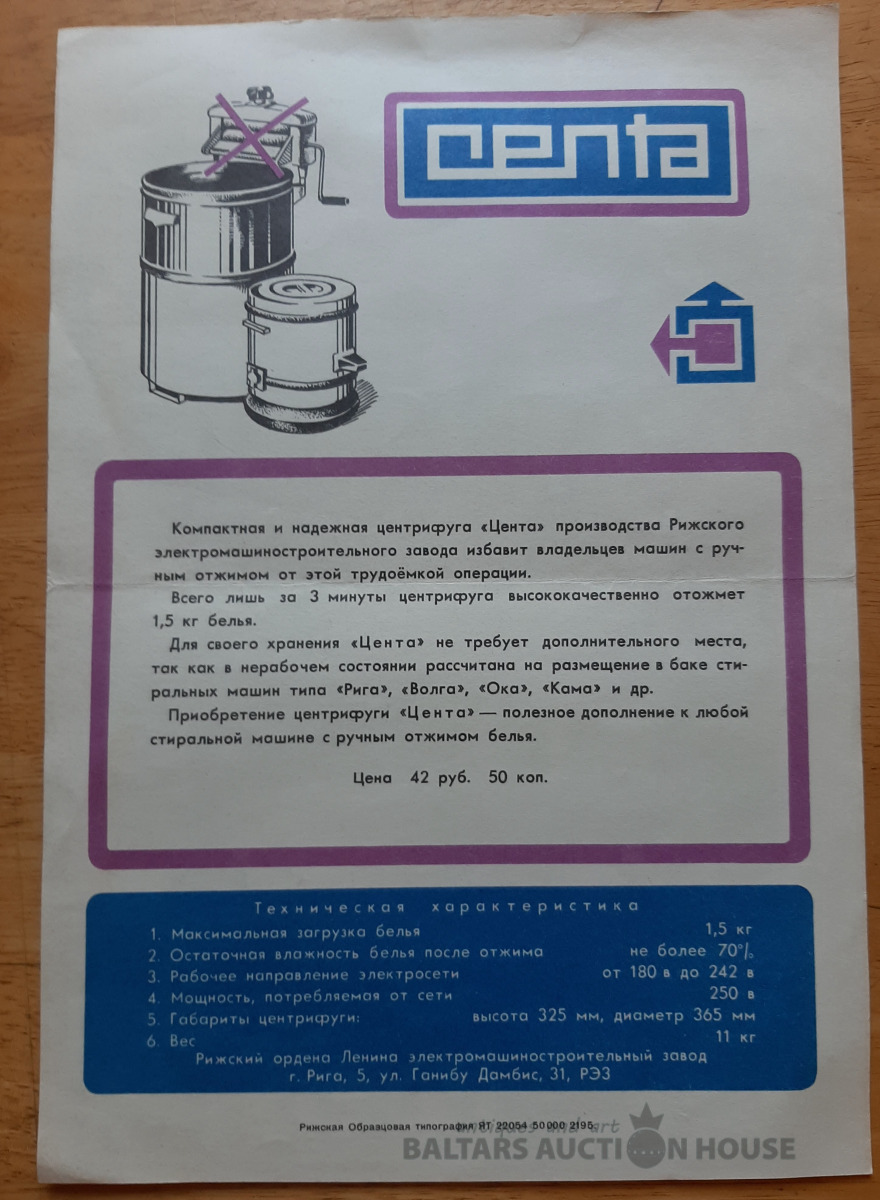 centa
Компактная и надежная центрифуга «Цента» производства Рижского
электромашиностроительного завода избавит владельцев машин с руч-
ным отжимом от этой трудоёмкой операции.
Всего лишь за 3 минуты центрифуга высококачественно отожмет
1,5 кг белья.
Для своего хранения «Цента» не требует дополнительного места,
так как в нерабочем состоянии рассчитана на размещение в баке сти-
ральных машин типа «Рига», «Волга», «Ока», «Кама» и др.
Приобретение центрифуги «Цента» — полезное дополнение к любой
стиральной машине с ручным отжимом белья.
Цена 42 руб. 50 коп.
Техническая характеристика
1. Максимальная загрузка белья 1,5 кг
2. Остаточная влажность белья после отжима не более 70%
3. Рабочее направление электросети от 180 в до 242 в
4. Мощность, потребляемая от сети 250 в
5. Габариты центрифуги: высота 325 мм, диаметр 365 мм
6. Вес 11 кг
Рижский ордена Ленина электромашиностроительный завод
г. Рига, 5, ул. Ганибу Дамбис, 31, РЭЗ
Рижская Образцовая типография ЯТ 22054 50 000 2195.
antiques and art
BALTARS AUCTION HOUSE